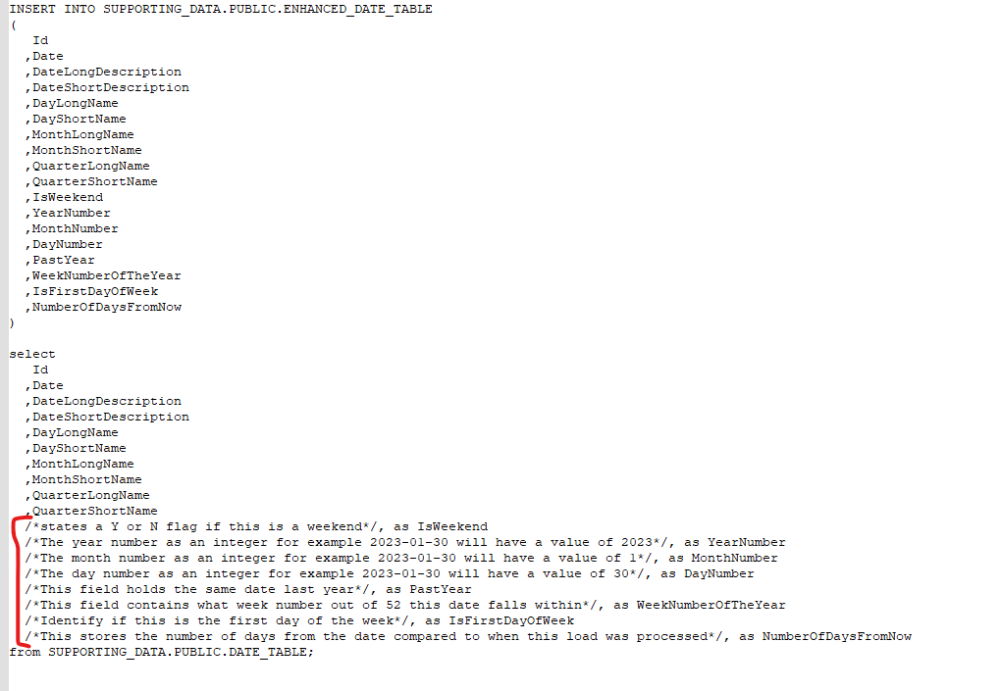 INSERT INTO SUPPORTING_DATA.PUBLIC.ENHANCED_DATE_TABLE
(
Id
,Date
,DateLongDescription
,DateShortDescription
,DayLongName
,DayShortName
,MonthLongName
,MonthShortName
,QuarterLongName
,QuarterShortName
,IsWeekend
,YearNumber
,MonthNumber
,DayNumber
,PastYear
,WeekNumberOfTheYear
,IsFirstDayOfWeek
,NumberOfDaysFromNow
)
select
Id
,Date
,DateLongDescription
,DateShortDescription
,DayLongName
,DayShortName
,MonthLongName
,MonthShortName
,QuarterLongName
,QuarterShortName
/*states a Y or N flag if this is a weekend*/, as IsWeekend
/*The year number as an integer for example 2023-01-30 will have a value of 2023*/, as YearNumber
/*The month number as an integer for example 2023-01-30 will have a value of 1*/, as MonthNumber
/*The day number as an integer for example 2023-01-30 will have a value of 30*/, as DayNumber
/*This field holds the same date last year*/, as PastYear
/*This field contains what week number out of 52 this date falls within*/, as WeekNumberOfTheYear
/*Identify if this is the first day of the week*/, as IsFirstDayOfWeek
/*This stores the number of days from the date compared to when this load was processed*/, as NumberOfDaysFromNow
from SUPPORTING_DATA.PUBLIC.DATE_TABLE;